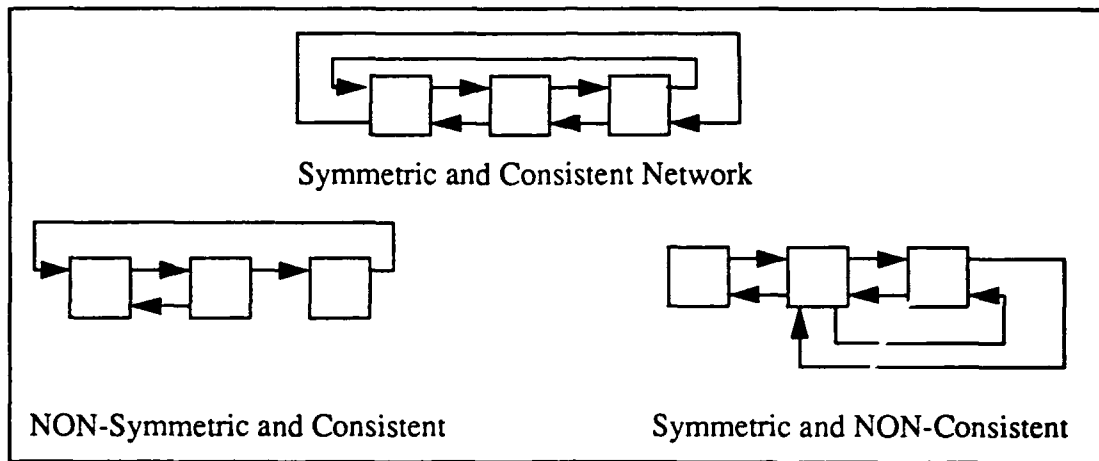 Symmetric and Consistent Network
NON-Symmetric and Consistent
Symmetric and NON-Consistent